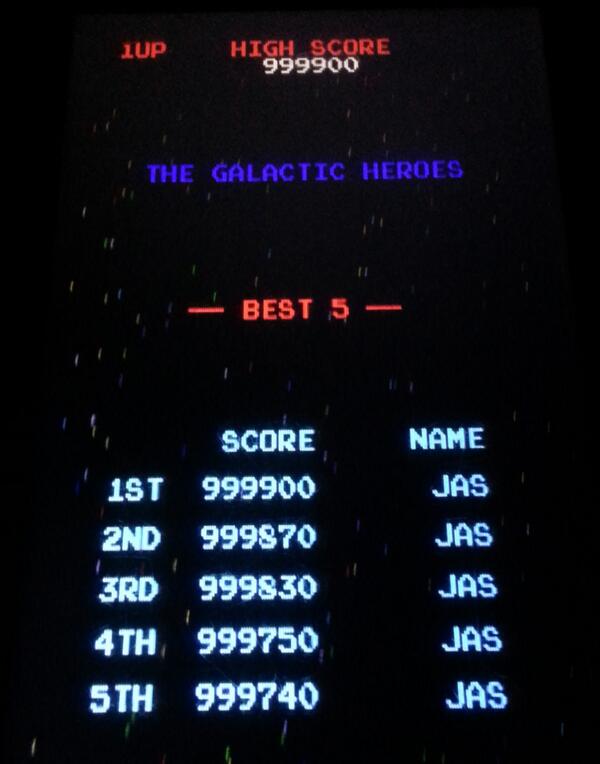 1UP HIGH SCORE
999900
THE GALACTIC HEROES
— BEST 5 —
SCORE NAME
1ST 999900 JAS
2ND 999870 JAS
3RD 999830 JAS
4TH 999750 JAS
5TH 999740 JAS